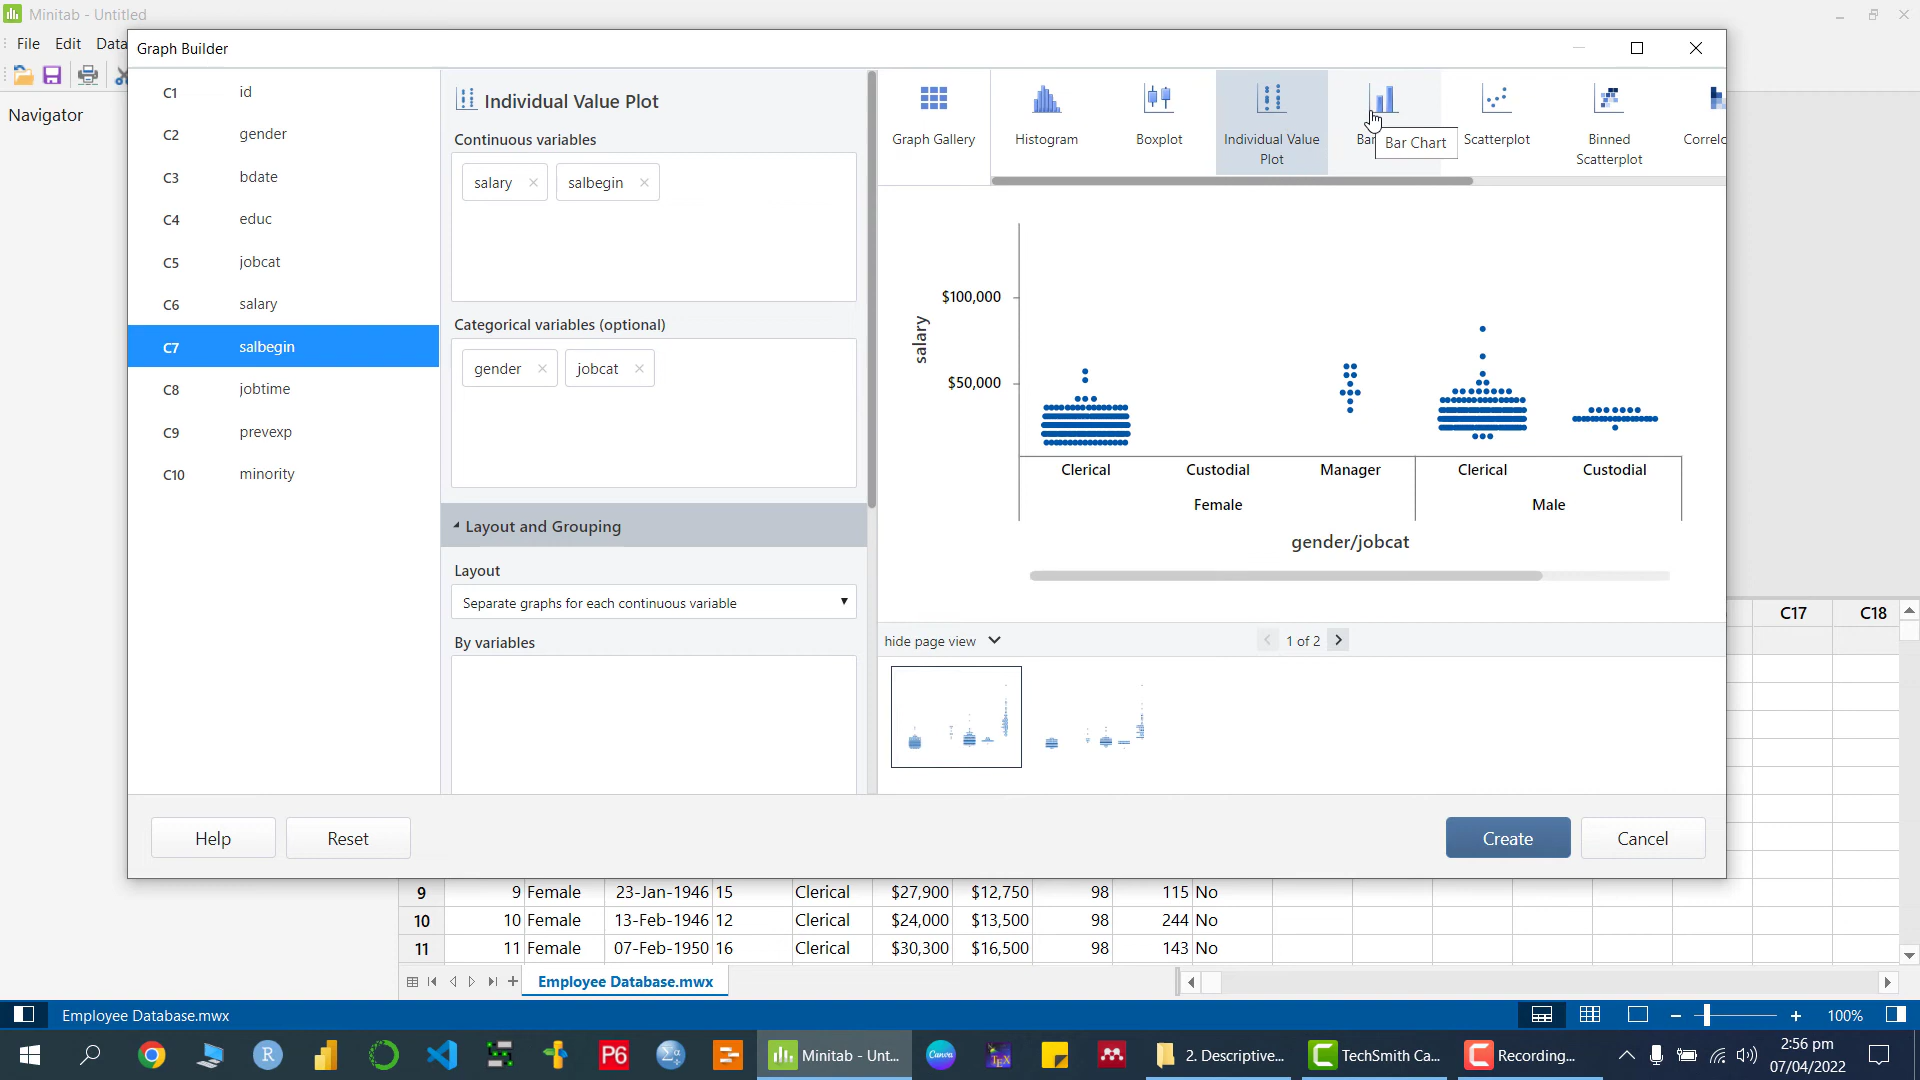 Minitab - Untitled
File Edit Data
Navigator
Graph Builder
C1 id
C2 gender
C3 bdate
C4 educ
C5 jobcat
C6 salary
C7 salbegin
C8 jobtime
C9 prevexp
C10 minority
Individual Value Plot
Continuous variables
salary × salbegin ×
Categorical variables (optional)
gender × jobcat ×
Layout and Grouping
Layout
Separate graphs for each continuous variable
By variables
Graph Gallery
Histogram
Boxplot
Individual Value
Plot
Bar
Bar Chart
Scatterplot
Binned
Scatterplot
Correlo
salary
$100,000
$50,000
Clerical Custodial Manager Clerical Custodial
Female Male
gender/jobcat
hide page view
1 of 2
Help Reset Create Cancel
C17 C18
9 9 Female 23-Jan-1946 15 Clerical $27,900 $12,750 98 115 No
10 10 Female 13-Feb-1946 12 Clerical $24,000 $13,500 98 244 No
11 11 Female 07-Feb-1950 16 Clerical $30,300 $16,500 98 143 No
Employee Database.mwx
Employee Database.mwx
100%
R
P6
Σα
Canva
TEX
Minitab - Unt...
2. Descriptive...
TechSmith Ca...
Recording...
2:56 pm
07/04/2022